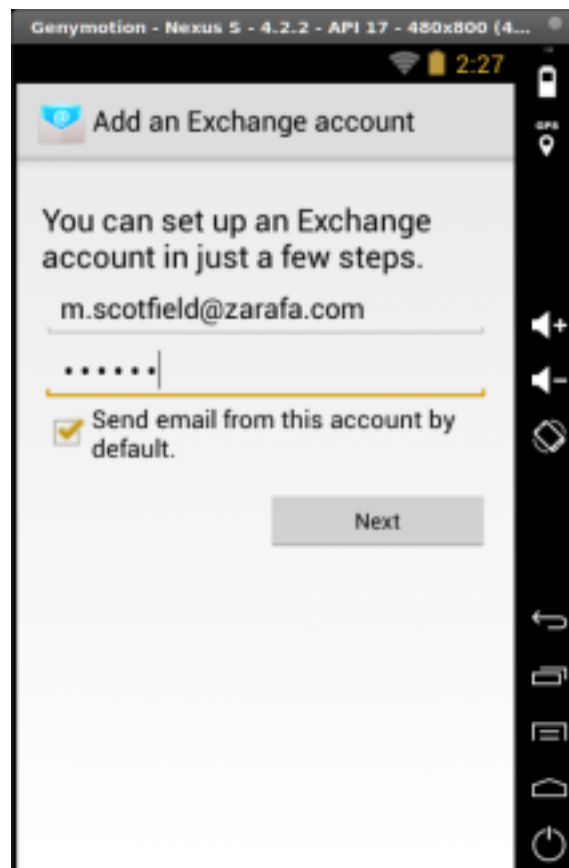 Genymotion - Nexus S - 4.2.2 - API 17 - 480x800 (4...
2:27
Add an Exchange account
GPS
You can set up an Exchange
account in just a few steps.
m.scotfield@zarafa.com
••••••
Send email from this account by
default.
Next